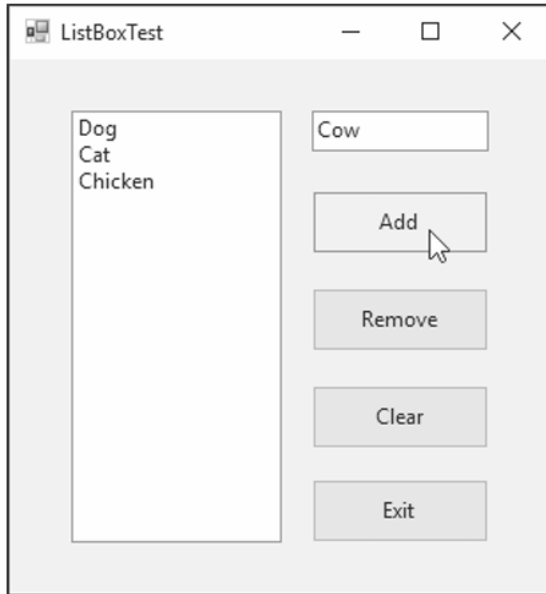 ListBoxTest
Dog
Cat
Chicken
Cow
Add
Remove
Clear
Exit